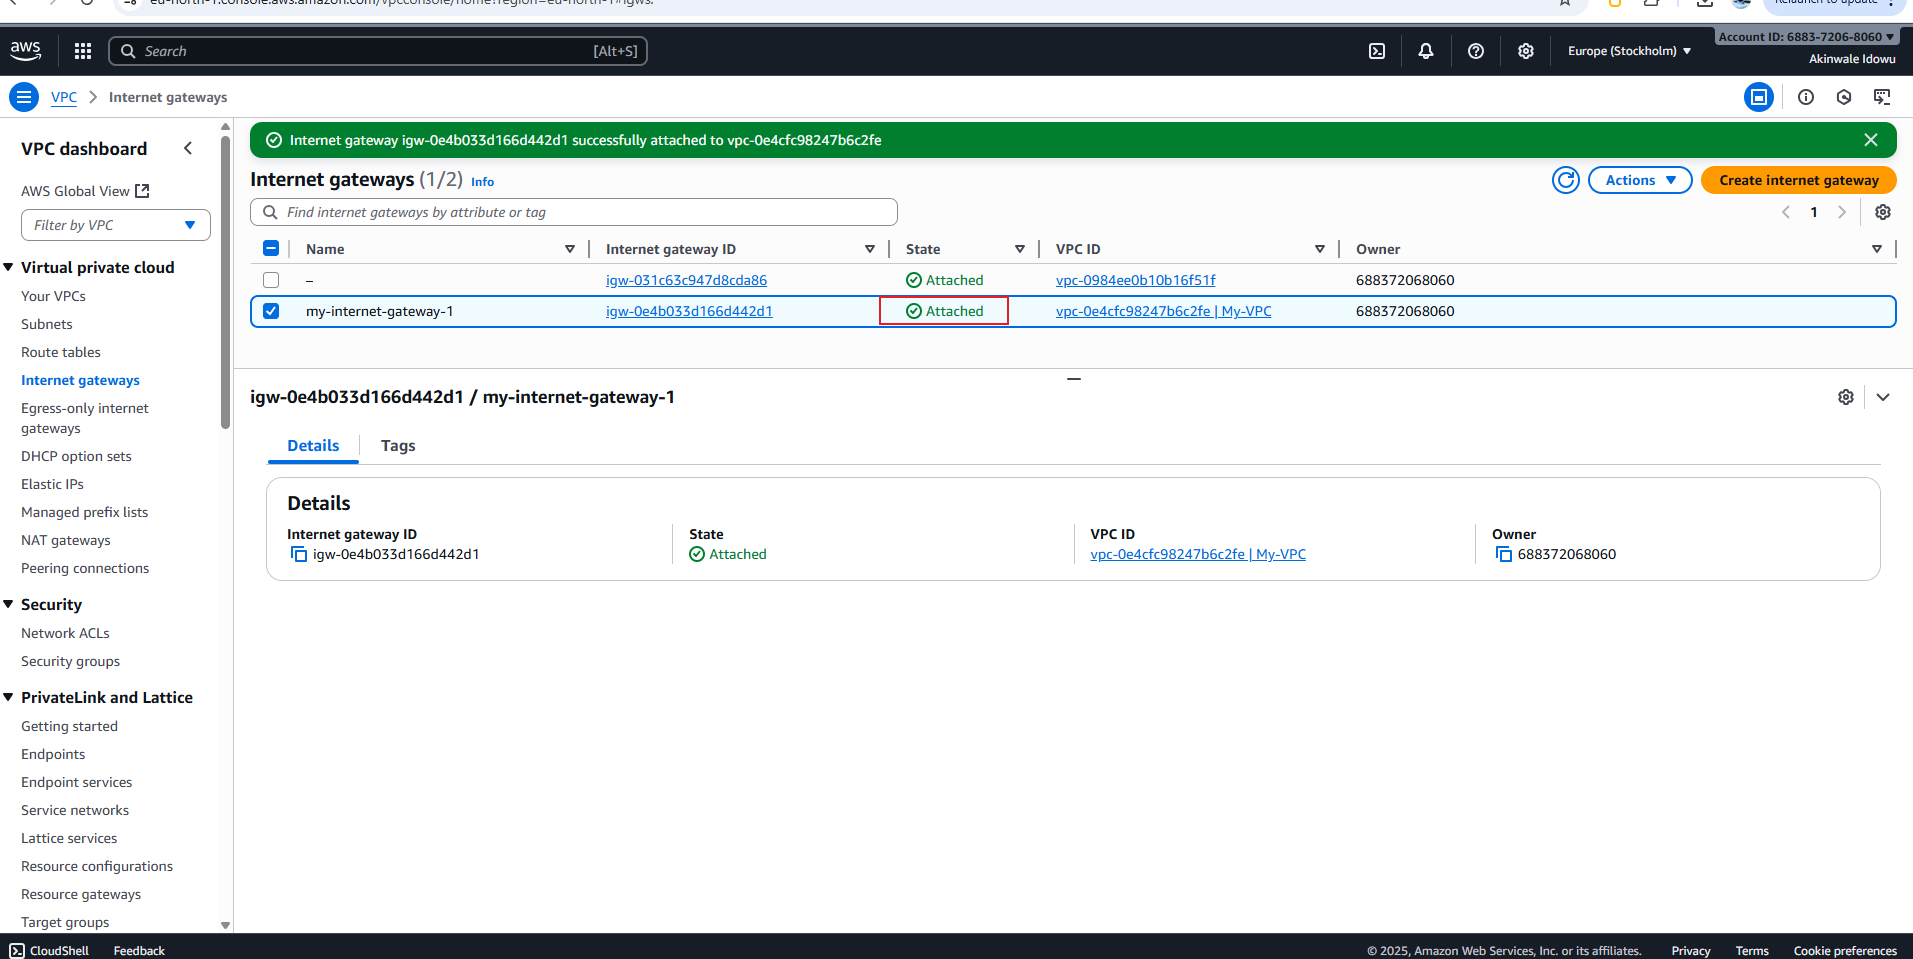 eu-north-1.console.aws.amazon.com/vpcconsole/home?region=eu-north-1#igws:
Relaunch to update
aws
Search
[Alt+S]
Europe (Stockholm)
Account ID: 6883-7206-8060
Akinwale Idowu
VPC
Internet gateways
VPC dashboard
AWS Global View
Filter by VPC
Virtual private cloud
Your VPCs
Subnets
Route tables
Internet gateways
Egress-only internet
gateways
DHCP option sets
Elastic IPs
Managed prefix lists
NAT gateways
Peering connections
Security
Network ACLs
Security groups
PrivateLink and Lattice
Getting started
Endpoints
Endpoint services
Service networks
Lattice services
Resource configurations
Resource gateways
Target groups
Internet gateway igw-0e4b033d166d442d1 successfully attached to vpc-0e4cfc98247b6c2fe
Internet gateways (1/2) Info
Actions
Create internet gateway
Find internet gateways by attribute or tag
1
Name Internet gateway ID State VPC ID Owner
– igw-031c63c947d8cda86 Attached vpc-0984ee0b10b16f51f 688372068060
my-internet-gateway-1 igw-0e4b033d166d442d1 Attached vpc-0e4cfc98247b6c2fe | My-VPC 688372068060
igw-0e4b033d166d442d1 / my-internet-gateway-1
Details Tags
Details
Internet gateway ID State VPC ID Owner
igw-0e4b033d166d442d1 Attached vpc-0e4cfc98247b6c2fe | My-VPC 688372068060
CloudShell Feedback © 2025, Amazon Web Services, Inc. or its affiliates. Privacy Terms Cookie preferences